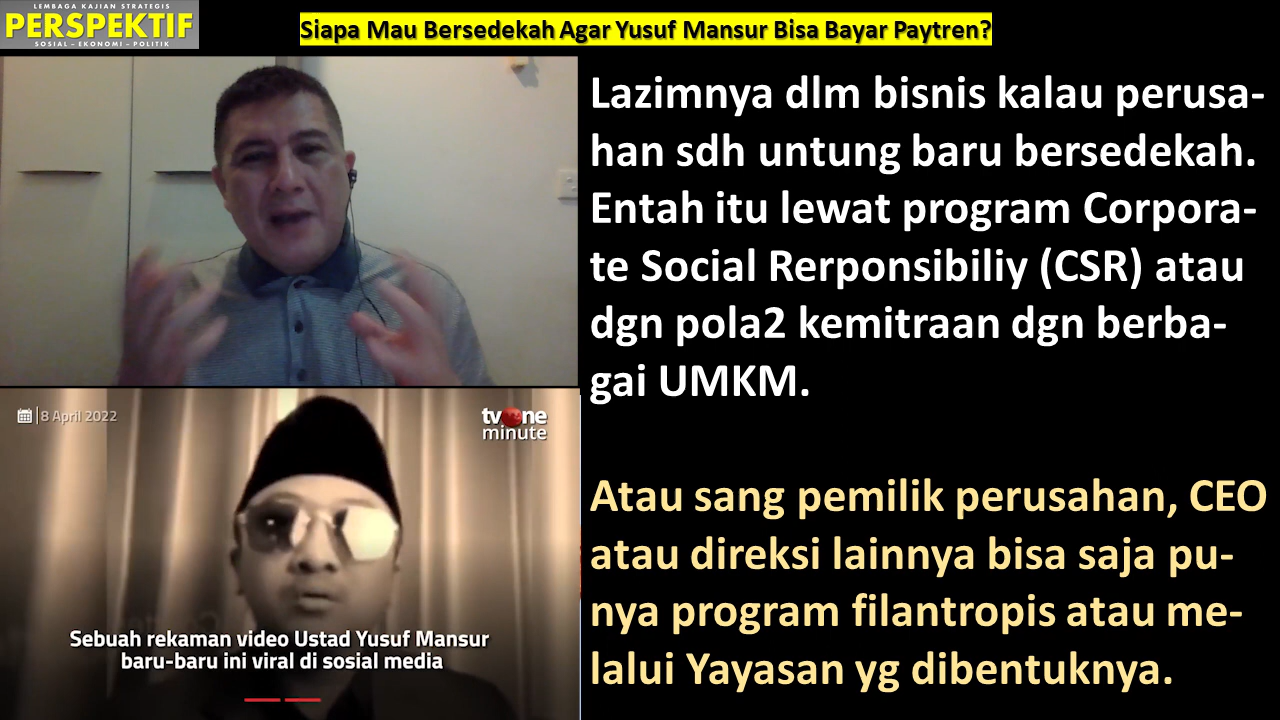 LEMBAGA KAJIAN STRATEGIS
PERSPEKTIF
SOSIAL – EKONOMI – POLITIK
Siapa Mau Bersedekah Agar Yusuf Mansur Bisa Bayar Paytren?
Lazimnya dlm bisnis kalau perusa-
han sdh untung baru bersedekah.
Entah itu lewat program Corpora-
te Social Rerponsibiliy (CSR) atau
dgn pola2 kemitraan dgn berba-
gai UMKM.
Atau sang pemilik perusahan, CEO
atau direksi lainnya bisa saja pu-
nya program filantropis atau me-
lalui Yayasan yg dibentuknya.
8 April 2022
tvOne
minute
Sebuah rekaman video Ustad Yusuf Mansur
baru-baru ini viral di sosial media